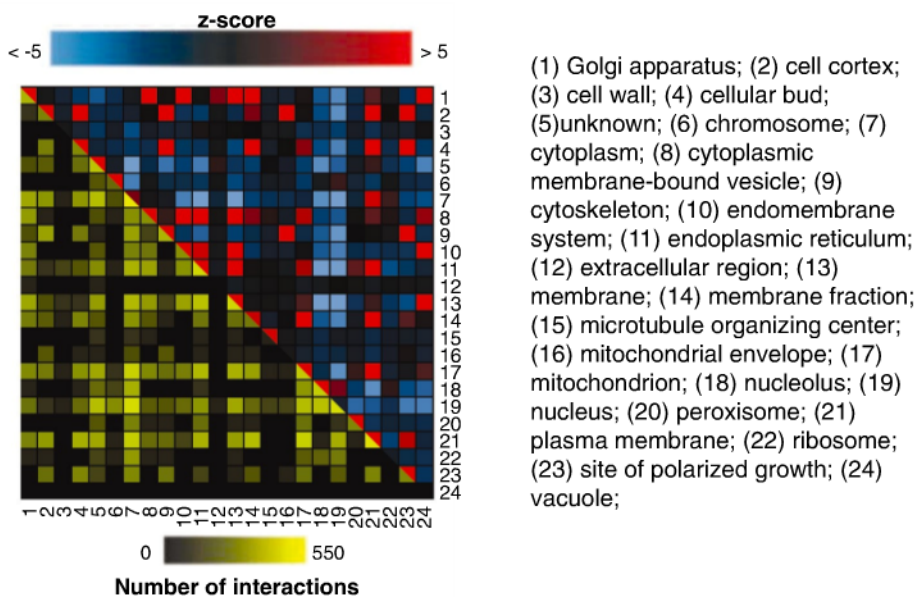 z-score
< -5
> 5
1
2
3
4
5
6
7
8
9
10
11
12
13
14
15
16
17
18
19
20
21
22
23
24
1 2 3 4 5 6 7 8 9 10 11 12 13 14 15 16 17 18 19 20 21 22 23 24
0
550
Number of interactions
(1) Golgi apparatus; (2) cell cortex;
(3) cell wall; (4) cellular bud;
(5)unknown; (6) chromosome; (7)
cytoplasm; (8) cytoplasmic
membrane-bound vesicle; (9)
cytoskeleton; (10) endomembrane
system; (11) endoplasmic reticulum;
(12) extracellular region; (13)
membrane; (14) membrane fraction;
(15) microtubule organizing center;
(16) mitochondrial envelope; (17)
mitochondrion; (18) nucleolus; (19)
nucleus; (20) peroxisome; (21)
plasma membrane; (22) ribosome;
(23) site of polarized growth; (24)
vacuole;